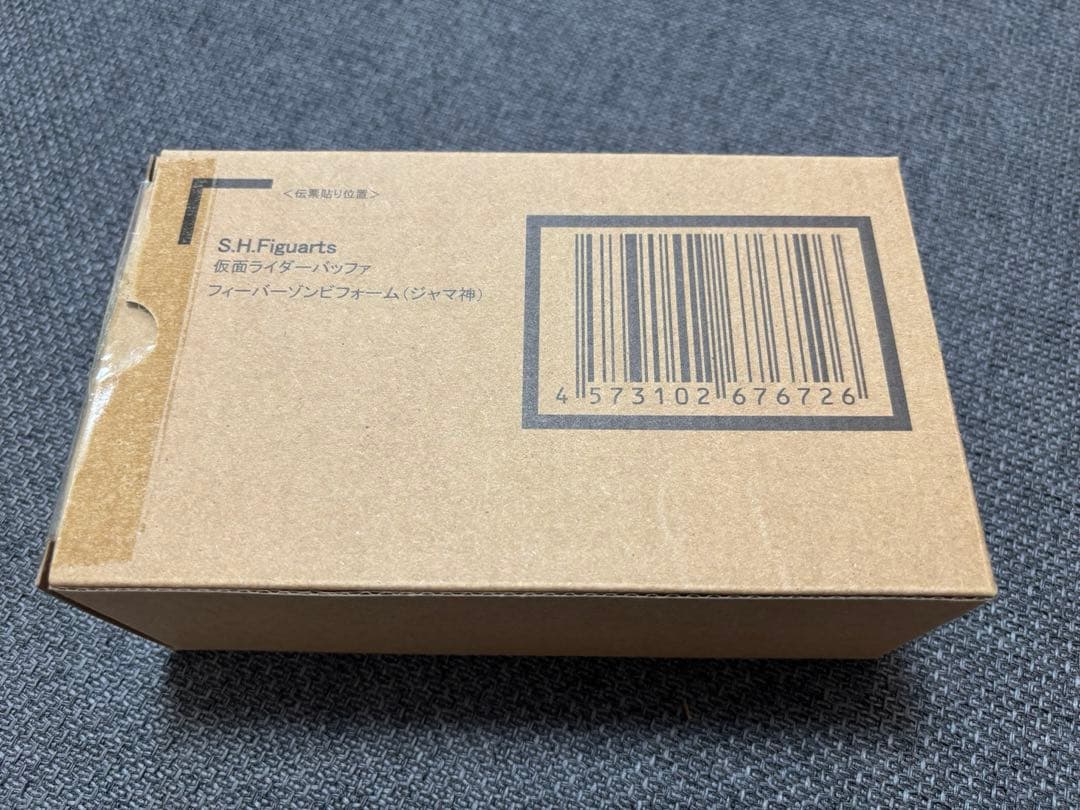 ＜伝票貼り位置＞
S.H.Figuarts
仮面ライダーバッファ
フィーバーゾンビフォーム（ジャマ神）
4 573102 676726